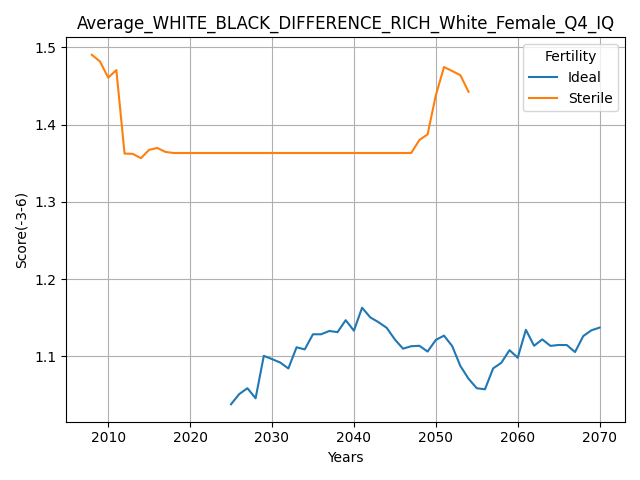 Average_WHITE_BLACK_DIFFERENCE_RICH_White_Female_Q4_IQ
Fertility
Ideal
Sterile
Score(-3-6)
1.5
1.4
1.3
1.2
1.1
2010
2020
2030
2040
2050
2060
2070
Years